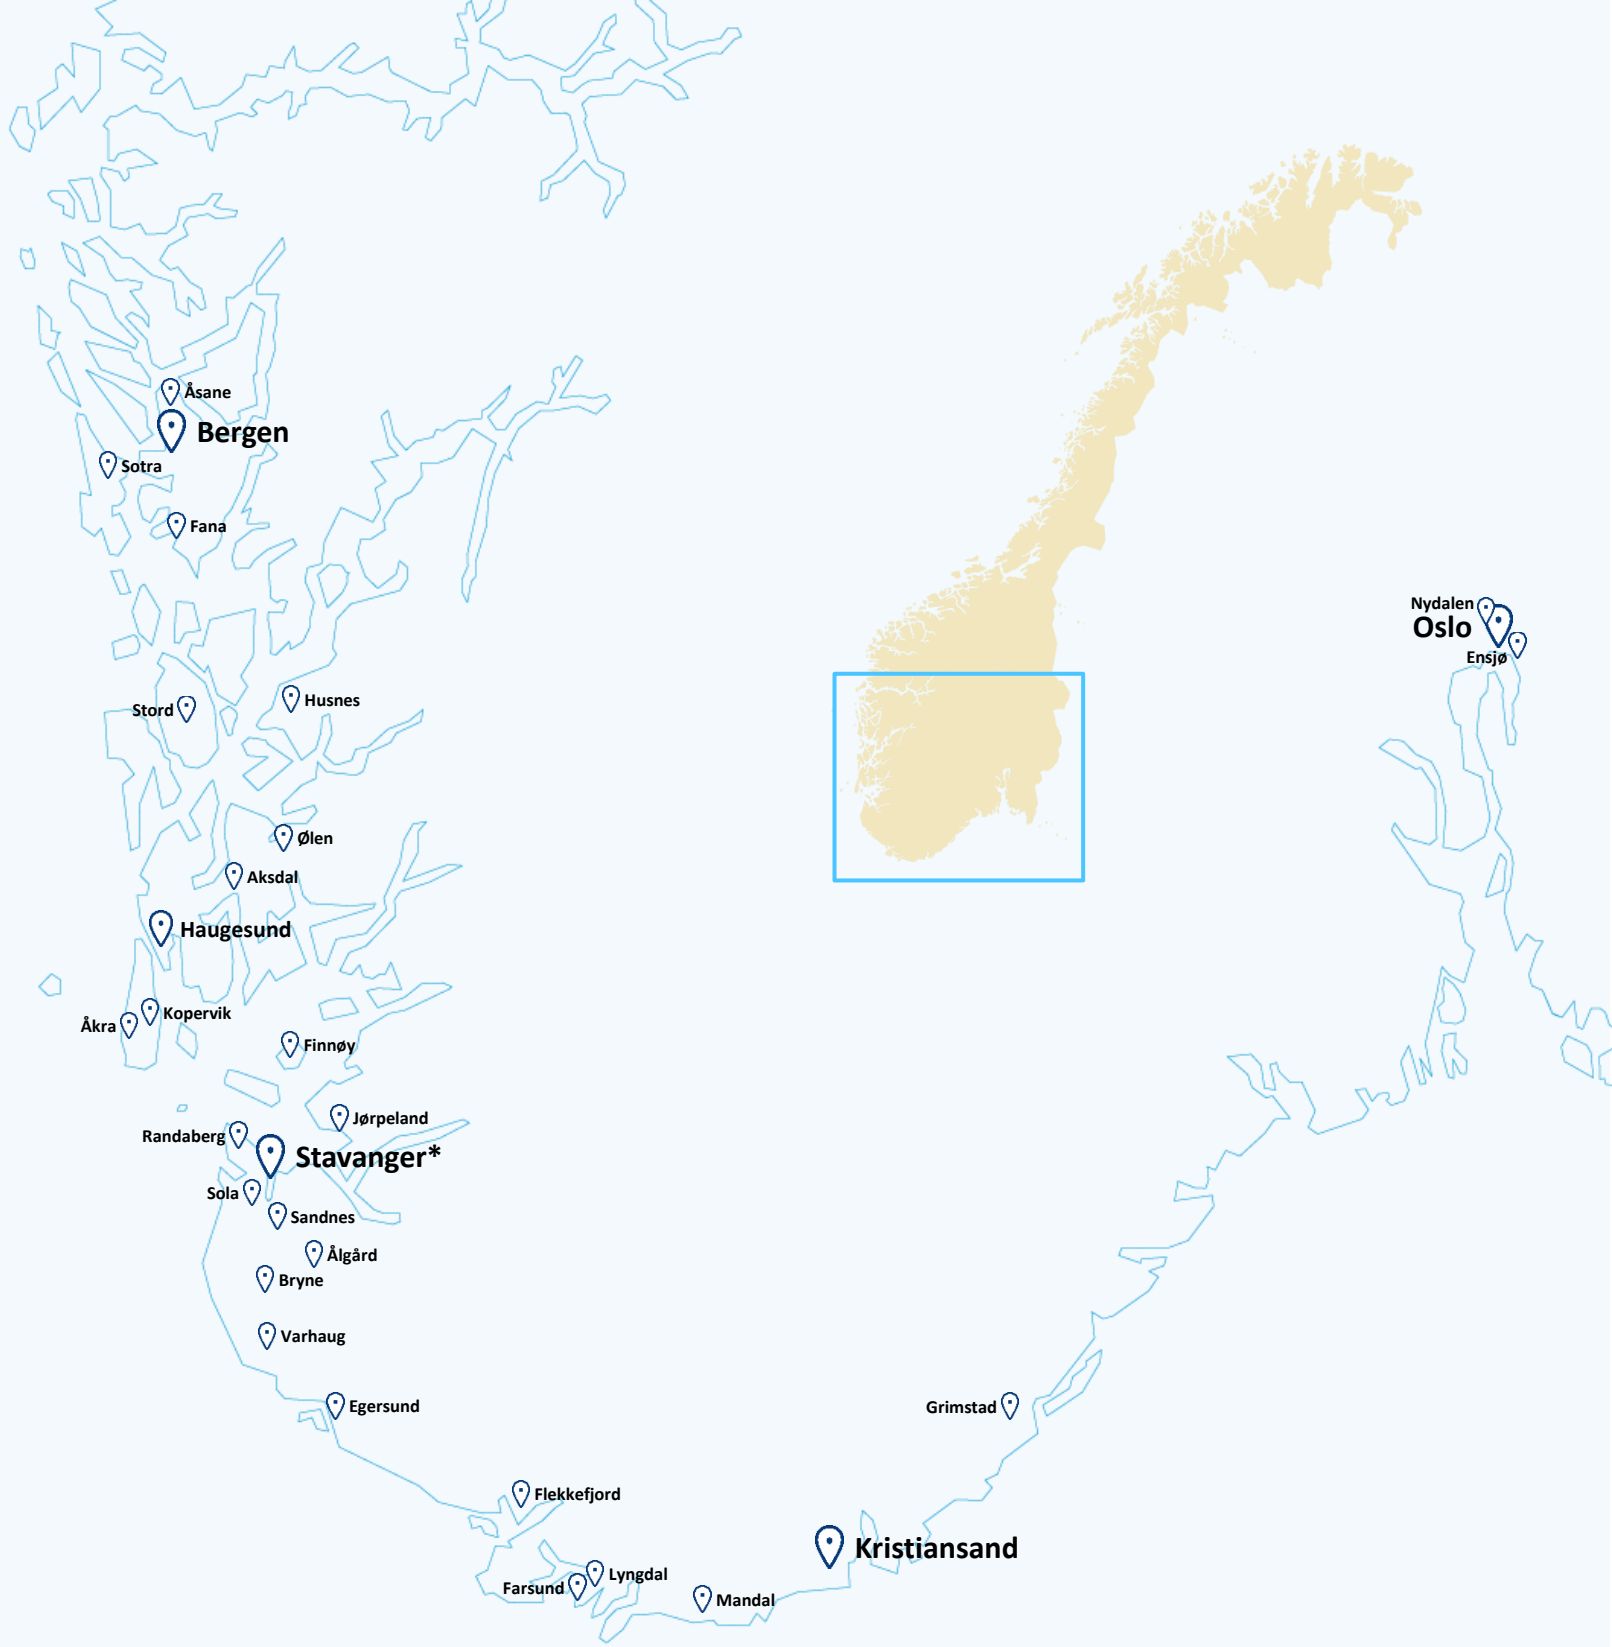 Åsane
Bergen
Sotra
Fana
Nydalen
Oslo
Ensjø
Husnes
Stord
Ølen
Aksdal
Haugesund
Kopervik
Åkra
Finnøy
Jørpeland
Randaberg
Stavanger*
Sola
Sandnes
Ålgård
Bryne
Varhaug
Egersund
Grimstad
Flekkefjord
Kristiansand
Lyngdal
Farsund
Mandal